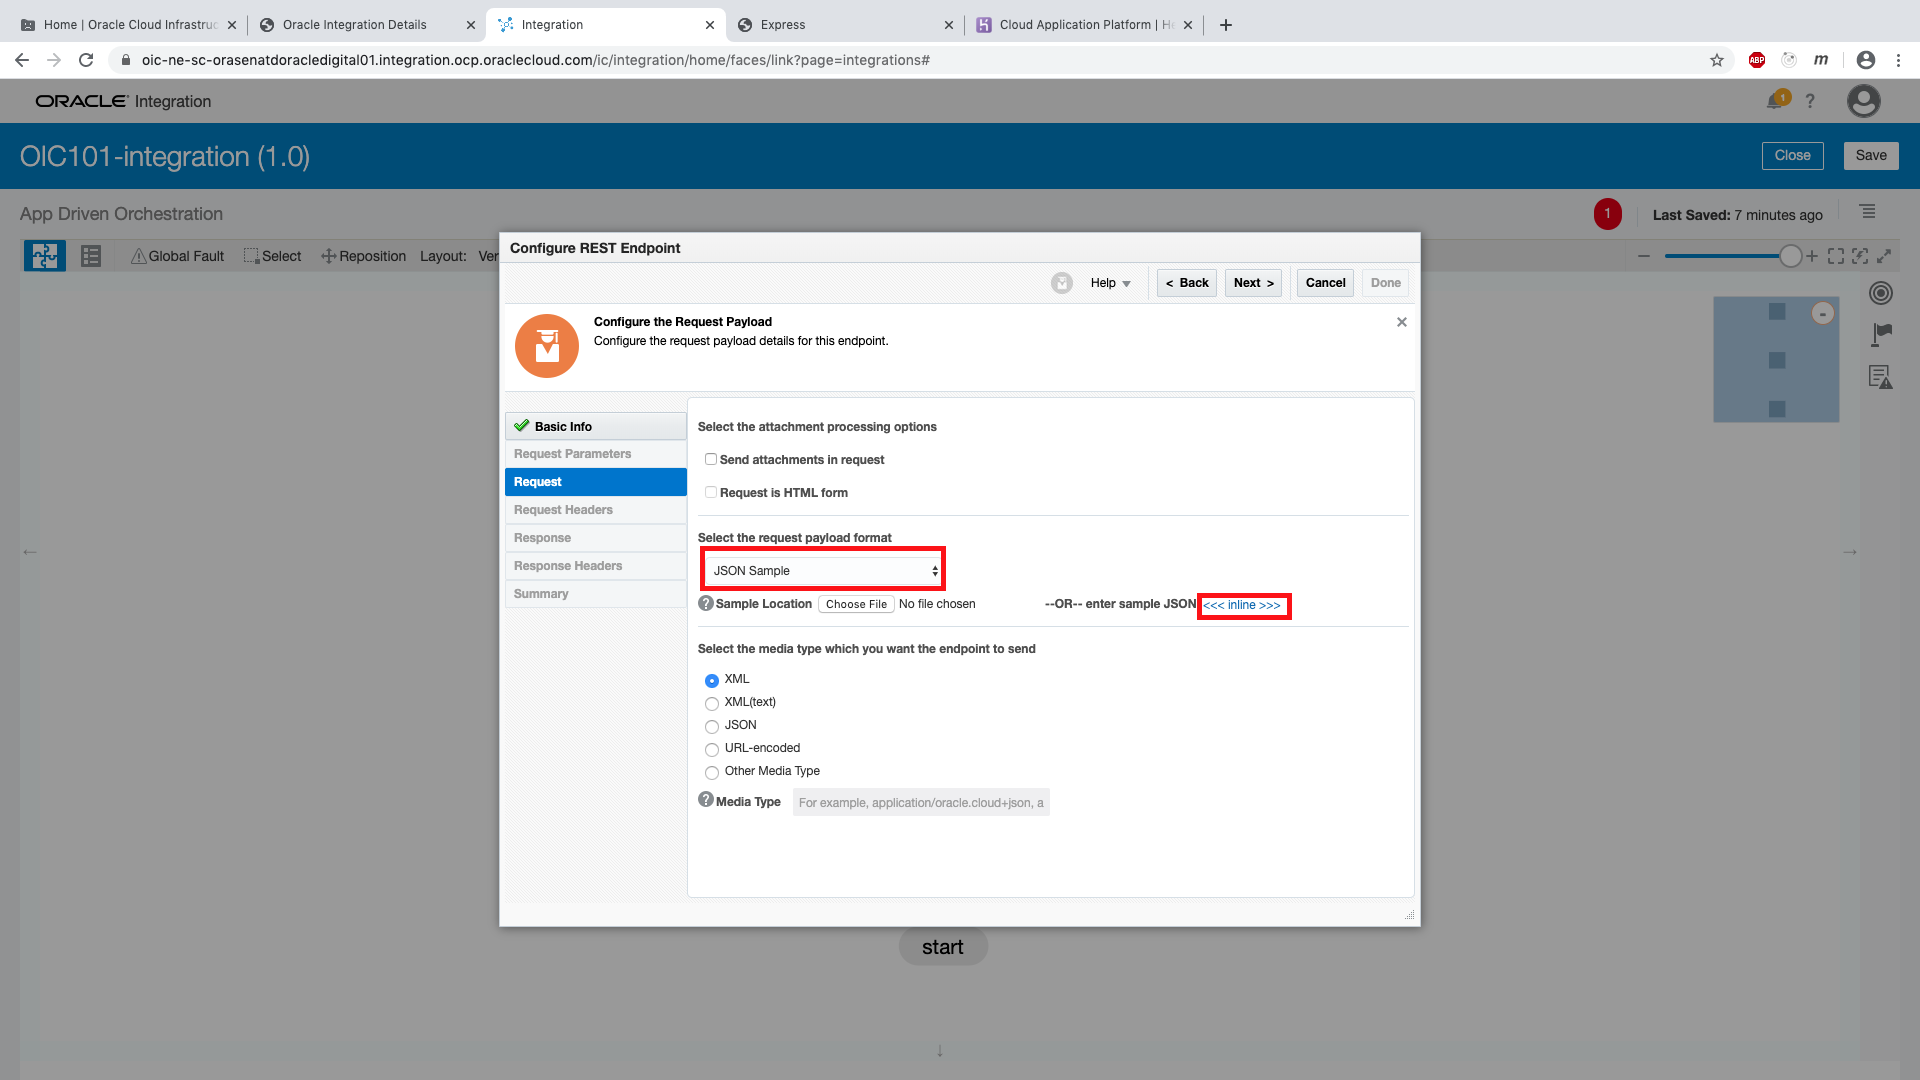 Home | Oracle Cloud Infrastruc
Oracle Integration Details
Integration
Express
Cloud Application Platform | He
oic-ne-sc-orasenatdoracledigital01.integration.ocp.oraclecloud.com/ic/integration/home/faces/link?page=integrations#
ABP
m
ORACLE Integration
1
?
OIC101-integration (1.0)
Close
Save
App Driven Orchestration
1
Last Saved: 7 minutes ago
Global Fault
Select
Reposition
Layout:
Ver
Configure REST Endpoint
Help
< Back
Next >
Cancel
Done
Configure the Request Payload
Configure the request payload details for this endpoint.
Basic Info
Request Parameters
Request
Request Headers
Response
Response Headers
Summary
Select the attachment processing options
Send attachments in request
Request is HTML form
Select the request payload format
JSON Sample
? Sample Location Choose File No file chosen --OR-- enter sample JSON <<< inline >>>
Select the media type which you want the endpoint to send
XML
XML(text)
JSON
URL-encoded
Other Media Type
? Media Type For example, application/oracle.cloud+json, a
start